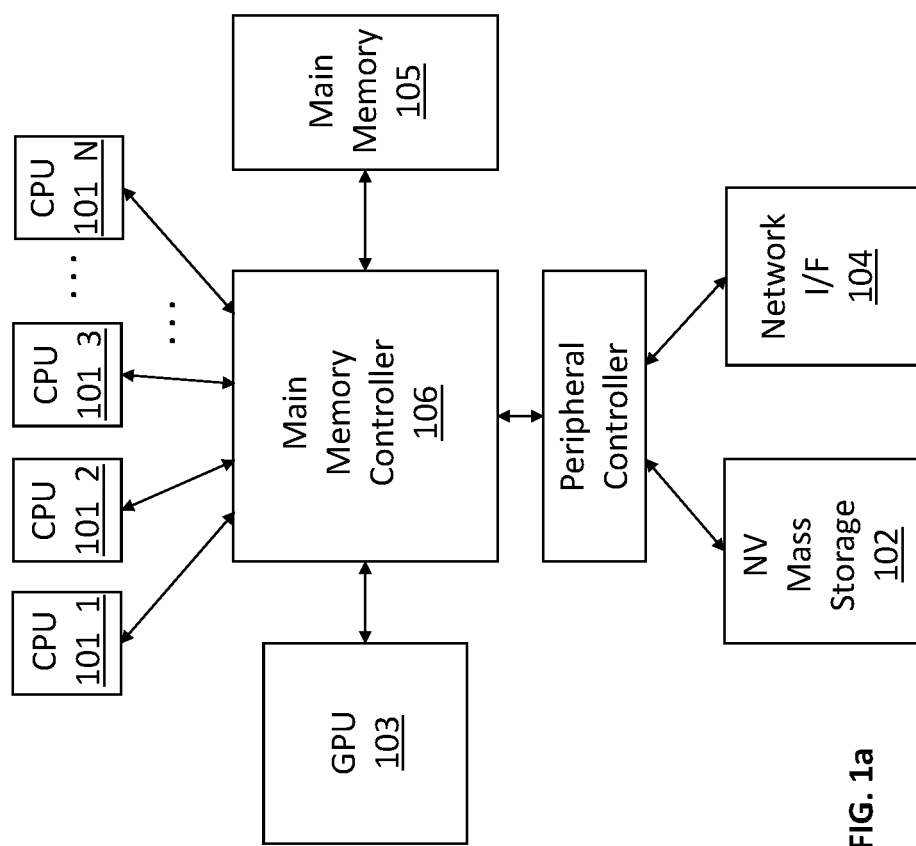 CPU
101_1
CPU
101_2
CPU
101_3
...
CPU
101_N
...
GPU
103
Main
Memory
Controller
106
Main
Memory
105
Peripheral
Controller
NV
Mass
Storage
102
Network
I/F
104
FIG. 1a